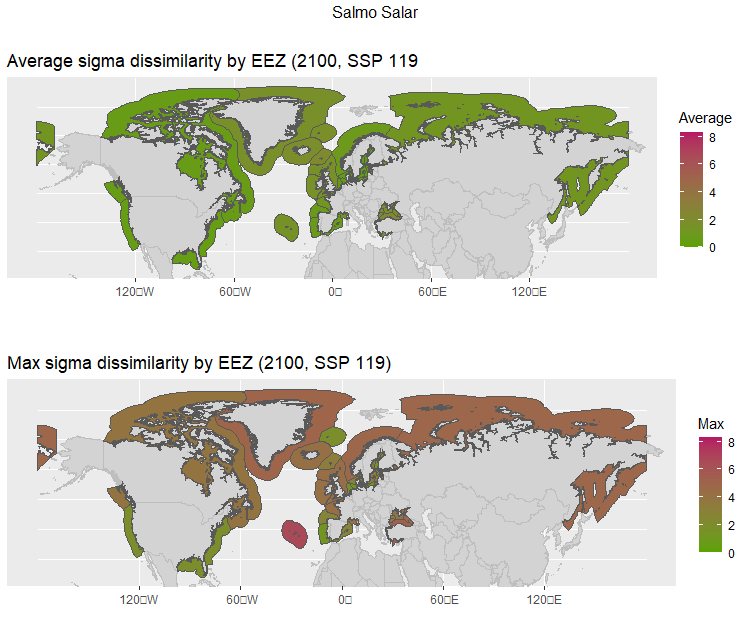 Salmo Salar
Average sigma dissimilarity by EEZ (2100, SSP 119
Average
8
6
4
2
0
120□W 60□W 0□ 60□E 120□E
Max sigma dissimilarity by EEZ (2100, SSP 119)
Max
8
6
4
2
0
120□W 60□W 0□ 60□E 120□E